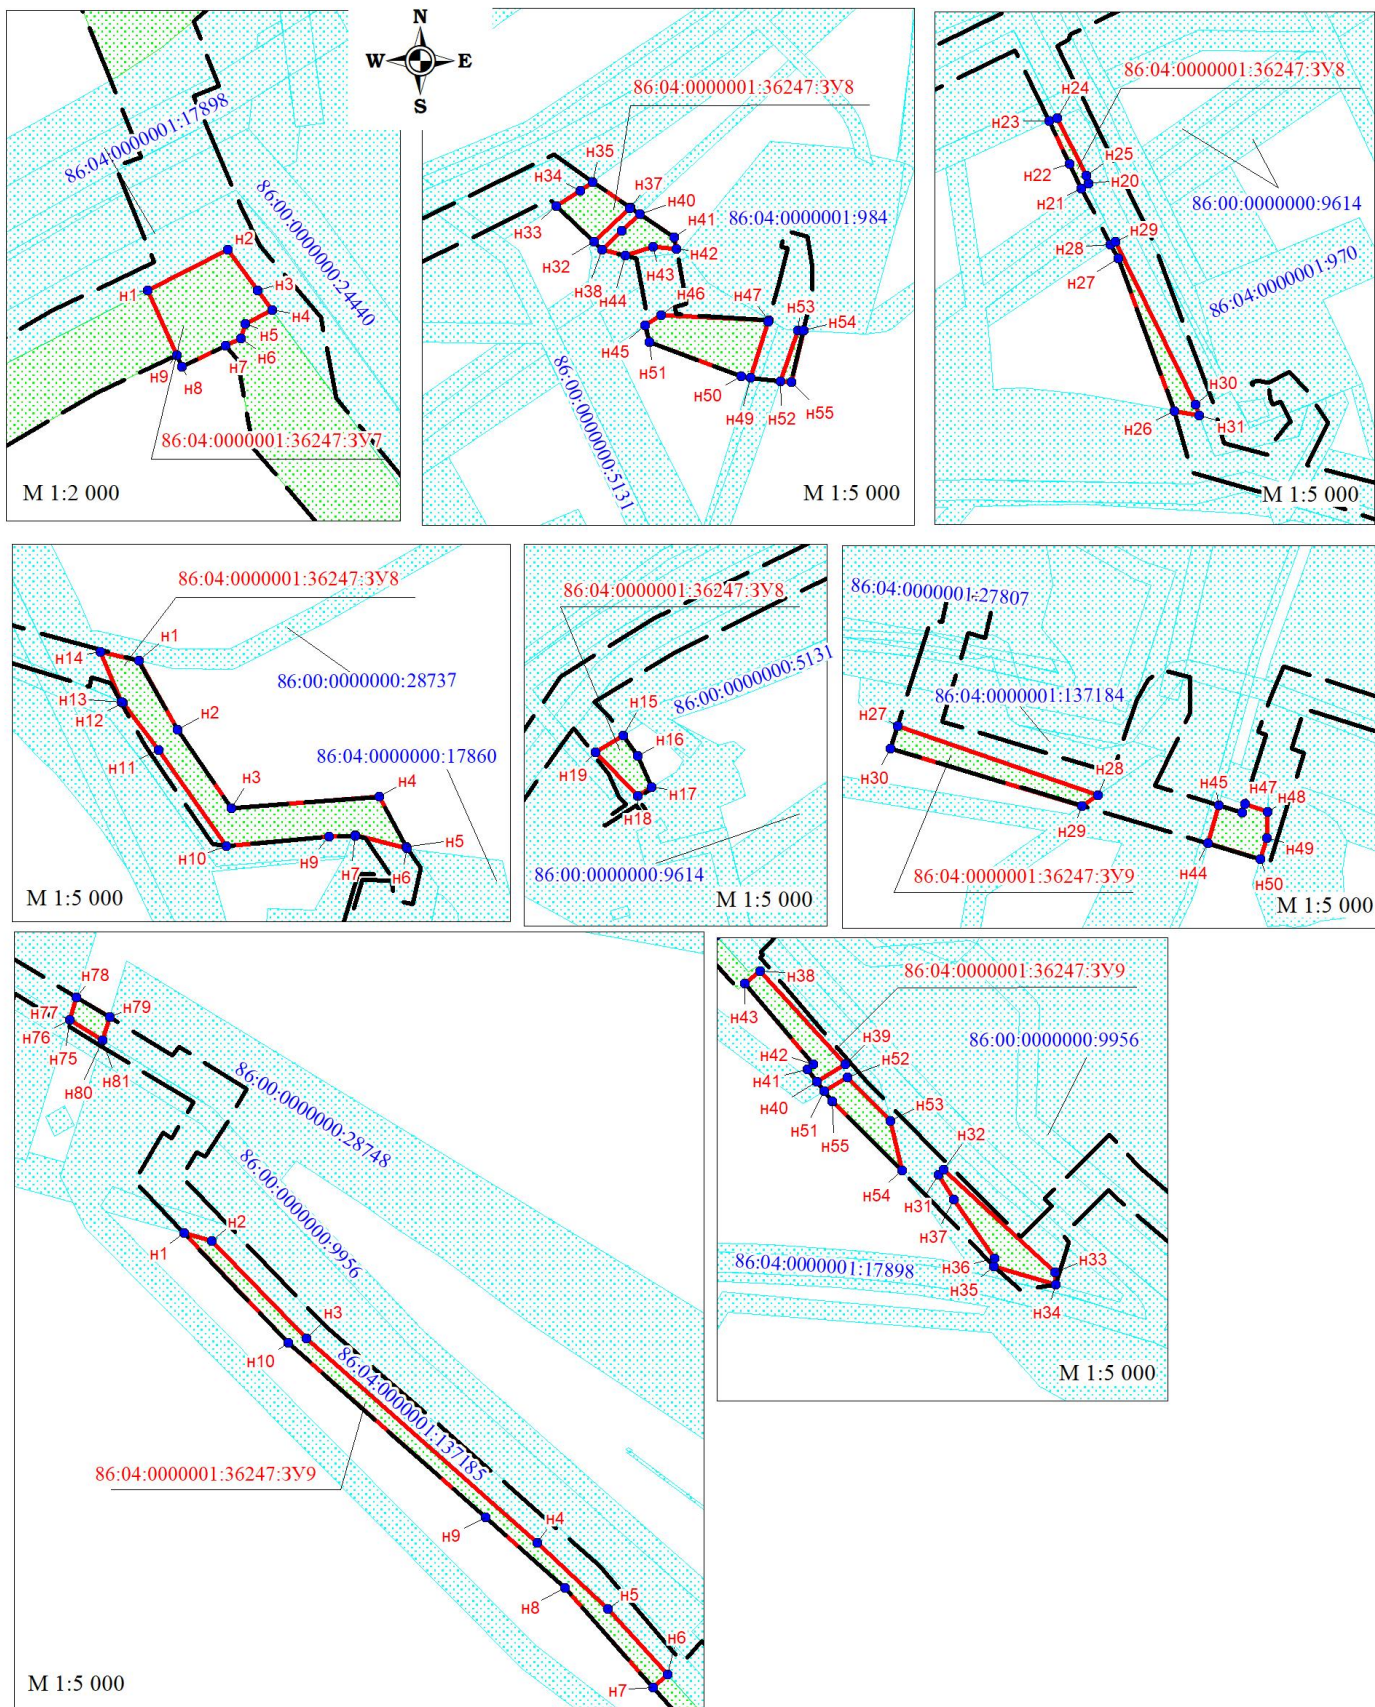 N
W E
S
86:04:0000001:17898
86:00:0000000:24440
н1
н2
н3
н4
н5
н6
н7
н8
н9
86:04:0000001:36247:ЗУ7
М 1:2 000
86:04:0000001:36247:ЗУ8
н35
н34
н37
н40
н33
н41
86:04:0000001:984
н42
н32
н43
н38
н44
н46
н47
н53
н54
н45
н51
86:00:0000000:5131
н50
н49
н52
н55
М 1:5 000
86:04:0000001:36247:ЗУ8
н24
н23
н22
н25
н20
н21
86:00:0000000:9614
н29
н28
н27
86:04:0000001:970
н30
н26
н31
М 1:5 000
86:04:0000001:36247:ЗУ8
н1
н14
86:00:0000000:28737
н13
н12
н2
н11
86:04:0000000:17860
н3
н4
н5
н10
н9
н7
н6
М 1:5 000
86:04:0000001:36247:ЗУ8
86:00:0000000:5131
н15
н16
н19
н17
н18
86:00:0000000:9614
М 1:5 000
86:04:0000001:27807
86:04:0000001:137184
н27
н30
н28
н29
н45
н47
н48
н49
н44
н50
86:04:0000001:36247:ЗУ9
М 1:5 000
н78
н77
н79
н76
н75
н80
н81
86:00:0000000:28748
86:00:0000000:9956
н1
н2
н3
н10
86:04:0000001:137185
86:04:0000001:36247:ЗУ9
н9
н4
н8
н5
н6
н7
М 1:5 000
н38
86:04:0000001:36247:ЗУ9
н43
н39
86:00:0000000:9956
н42
н52
н41
н40
н53
н51
н55
н32
н54
н31
н37
86:04:0000001:17898
н36
н33
н35
н34
М 1:5 000